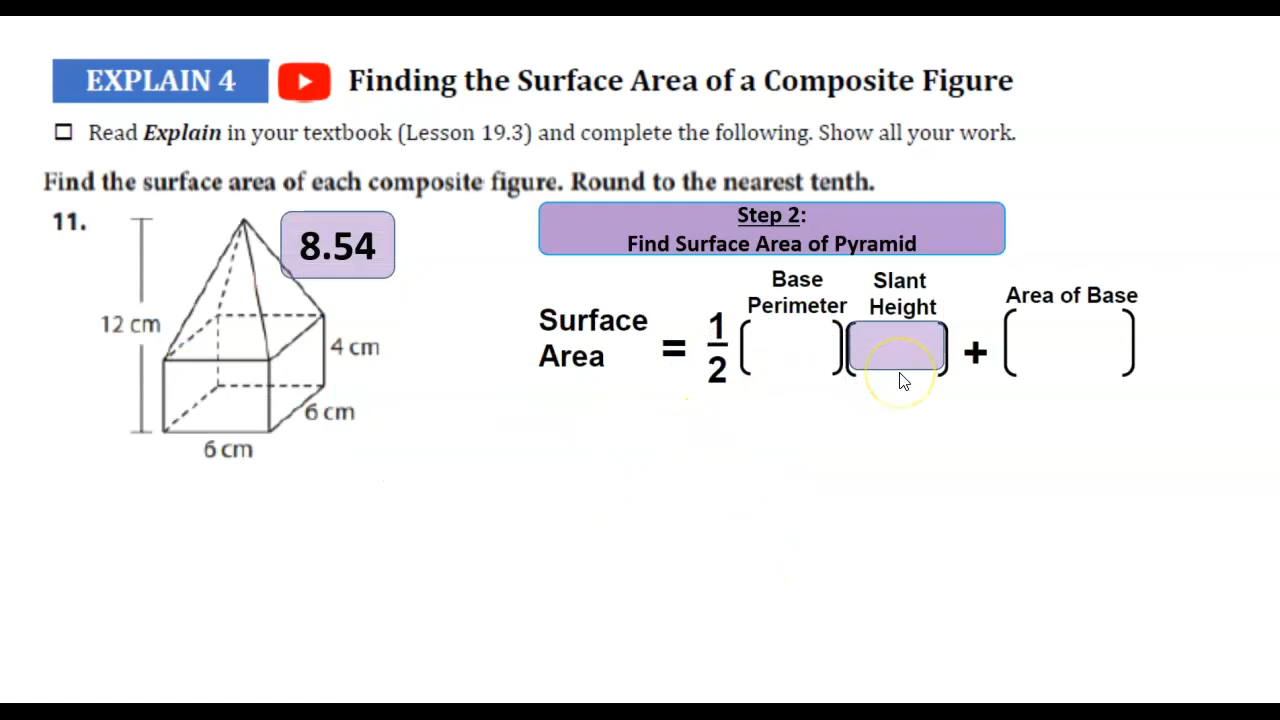 EXPLAIN 4 Finding the Surface Area of a Composite Figure
Read Explain in your textbook (Lesson 19.3) and complete the following. Show all your work.
Find the surface area of each composite figure. Round to the nearest tenth.
11.
8.54
12 cm
4 cm
6 cm
6 cm
Step 2:
Find Surface Area of Pyramid
Base
Perimeter
Slant
Height
Area of Base
Surface
Area
= 1/2 ( )( ) + ( )